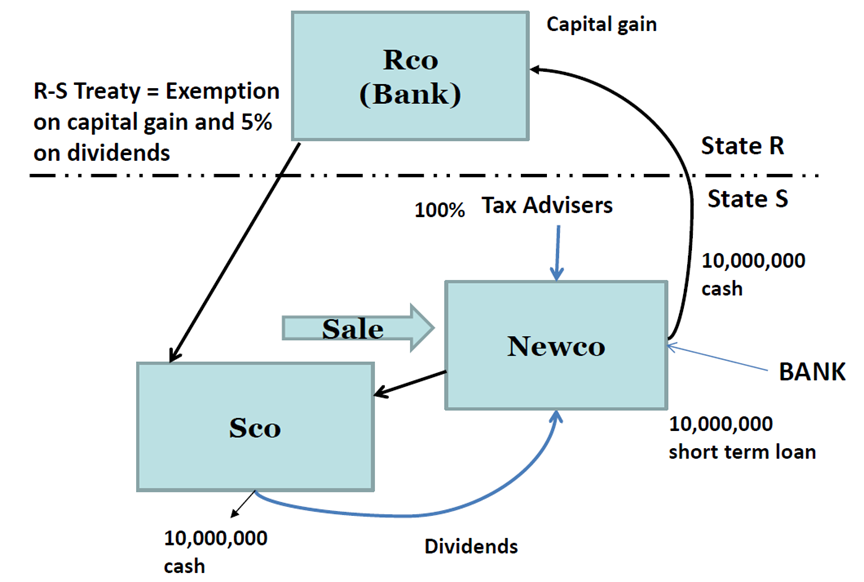 Capital gain
Rco
(Bank)
R-S Treaty = Exemption
on capital gain and 5%
on dividends
State R
State S
100% Tax Advisers
10,000,000
cash
Sale
Newco
BANK
Sco
10,000,000
short term loan
10,000,000
cash
Dividends